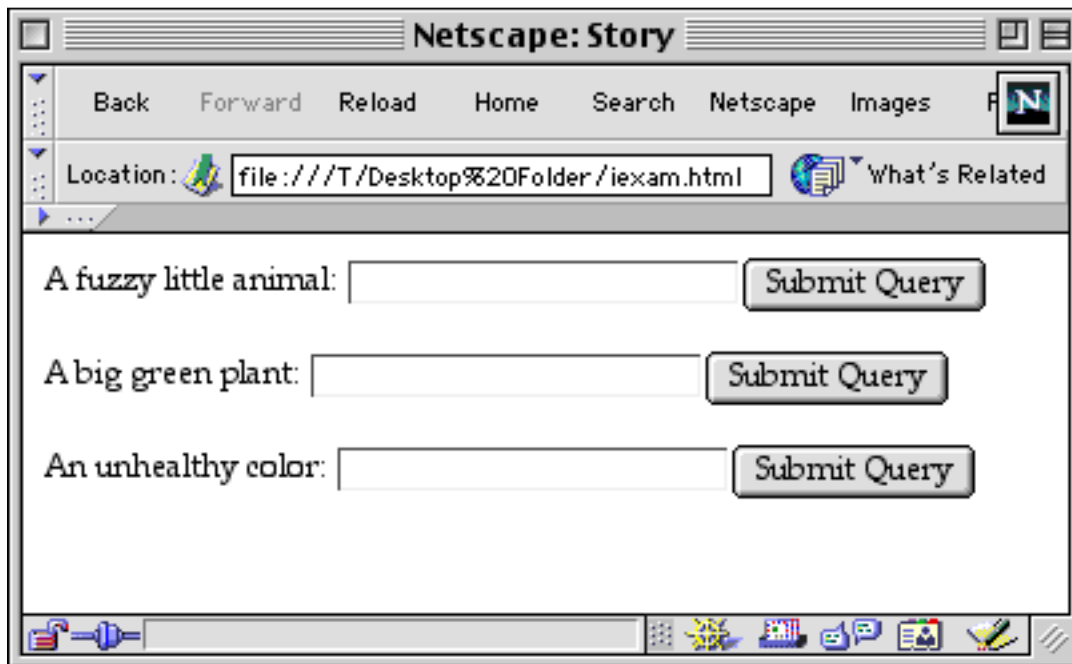 Netscape: Story
Back Forward Reload Home Search Netscape Images
N
Location: file:///T/Desktop%20Folder/iexam.html What's Related
...
A fuzzy little animal: Submit Query
A big green plant: Submit Query
An unhealthy color: Submit Query